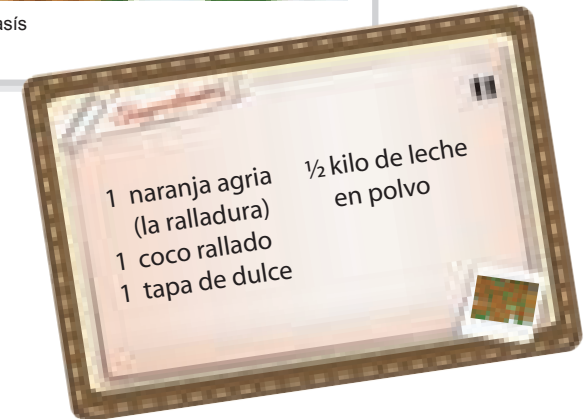 asís
1 naranja agria
(la ralladura)
1 coco rallado
1 tapa de dulce
½ kilo de leche
en polvo